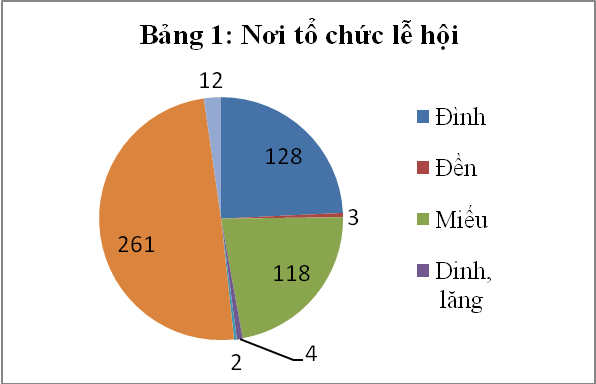 Bảng 1: Nơi tổ chức lễ hội
12
128
3
261
118
4
2
Đình
Đền
Miếu
Dinh,
lăng